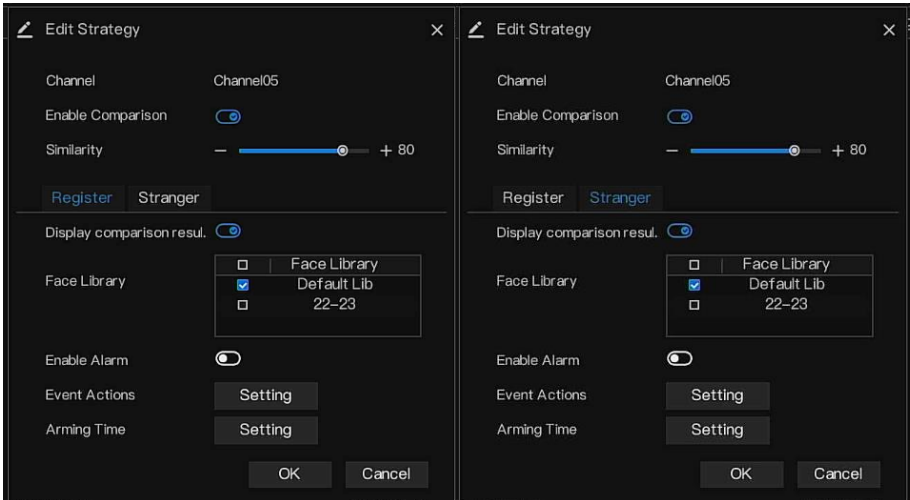 Edit Strategy
Channel Channel05
Enable Comparison
Similarity 80
Register Stranger
Display comparison resul.
Face Library
Face Library
Default Lib
22-23
Enable Alarm
Event Actions Setting
Arming Time Setting
OK Cancel
Edit Strategy
Channel Channel05
Enable Comparison
Similarity 80
Register Stranger
Display comparison resul.
Face Library
Face Library
Default Lib
22-23
Enable Alarm
Event Actions Setting
Arming Time Setting
OK Cancel